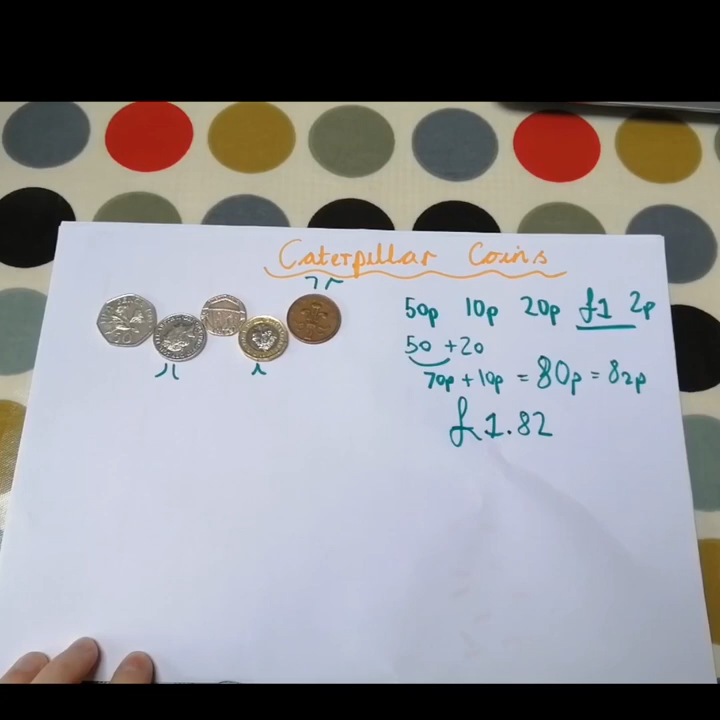 Caterpillar Coins
50p 10p 20p £1 2p
50 + 20
70p + 10p = 80p = 82p
£1.82